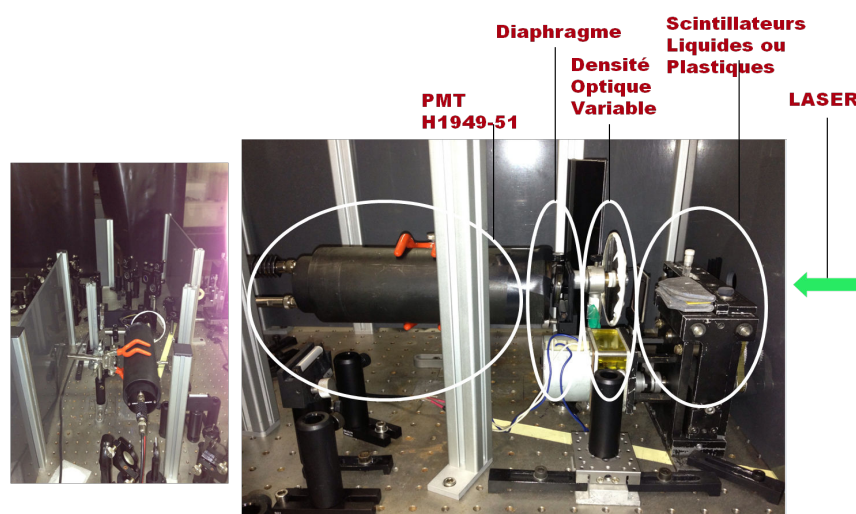 Diaphragme
Scintillateurs
Liquides ou
Plastiques
Densité
Optique
Variable
PMT
H1949-51
LASER